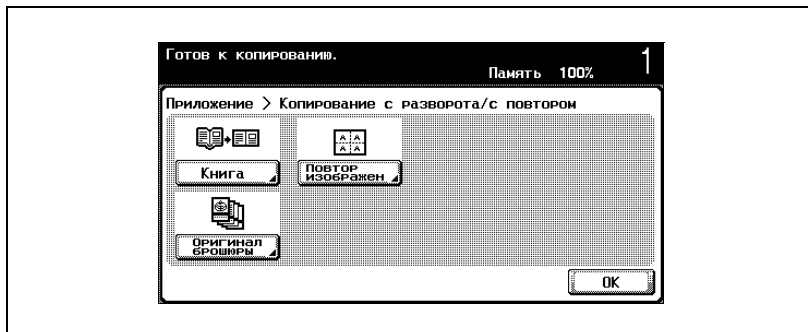 Готов к копированию.
Память 100% 1
Приложение > Копирование с разворота/с повтором
Книга
Повтор
изображен
Оригинал
брошюры
OK